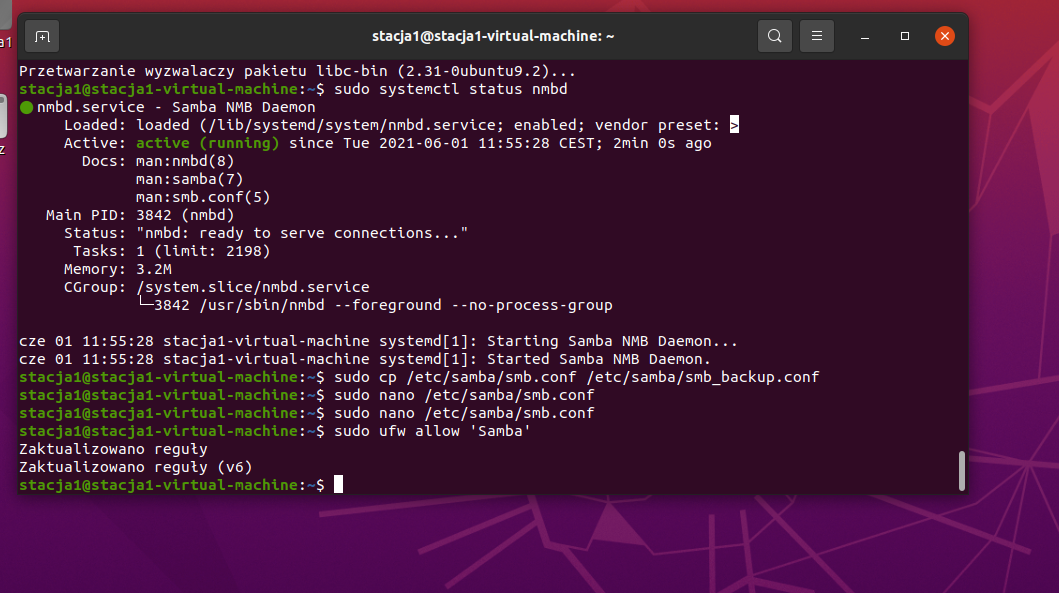 stacja1@stacja1-virtual-machine: ~
a1
z
Przetwarzanie wyzwalaczy pakietu libc-bin (2.31-0ubuntu9.2)...
stacja1@stacja1-virtual-machine:~$ sudo systemctl status nmbd
● nmbd.service - Samba NMB Daemon
Loaded: loaded (/lib/systemd/system/nmbd.service; enabled; vendor preset: >
Active: active (running) since Tue 2021-06-01 11:55:28 CEST; 2min 0s ago
Docs: man:nmbd(8)
man:samba(7)
man:smb.conf(5)
Main PID: 3842 (nmbd)
Status: "nmbd: ready to serve connections..."
Tasks: 1 (limit: 2198)
Memory: 3.2M
CGroup: /system.slice/nmbd.service
└─3842 /usr/sbin/nmbd --foreground --no-process-group
cze 01 11:55:28 stacja1-virtual-machine systemd[1]: Starting Samba NMB Daemon...
cze 01 11:55:28 stacja1-virtual-machine systemd[1]: Started Samba NMB Daemon.
stacja1@stacja1-virtual-machine:~$ sudo cp /etc/samba/smb.conf /etc/samba/smb_backup.conf
stacja1@stacja1-virtual-machine:~$ sudo nano /etc/samba/smb.conf
stacja1@stacja1-virtual-machine:~$ sudo nano /etc/samba/smb.conf
stacja1@stacja1-virtual-machine:~$ sudo ufw allow 'Samba'
Zaktualizowano reguły
Zaktualizowano reguły (v6)
stacja1@stacja1-virtual-machine:~$